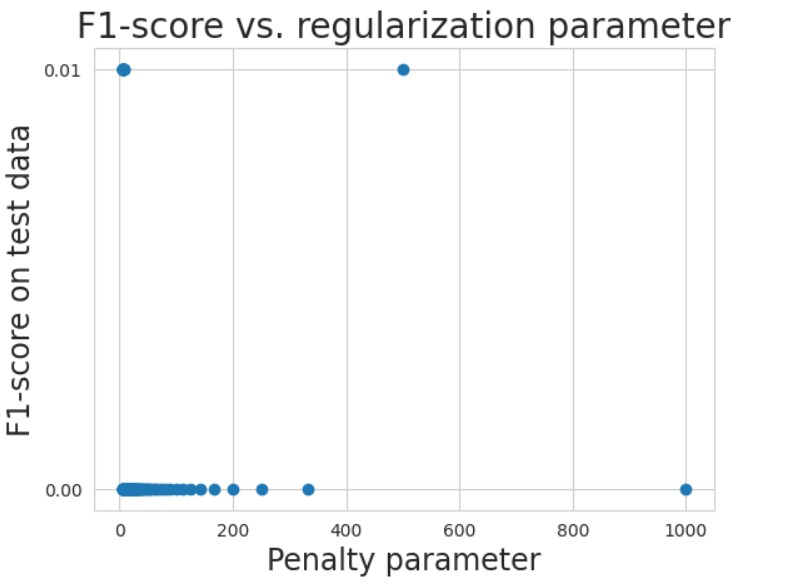 F1-score vs. regularization parameter
F1-score on test data
0.01
0.00
0 200 400 600 800 1000
Penalty parameter